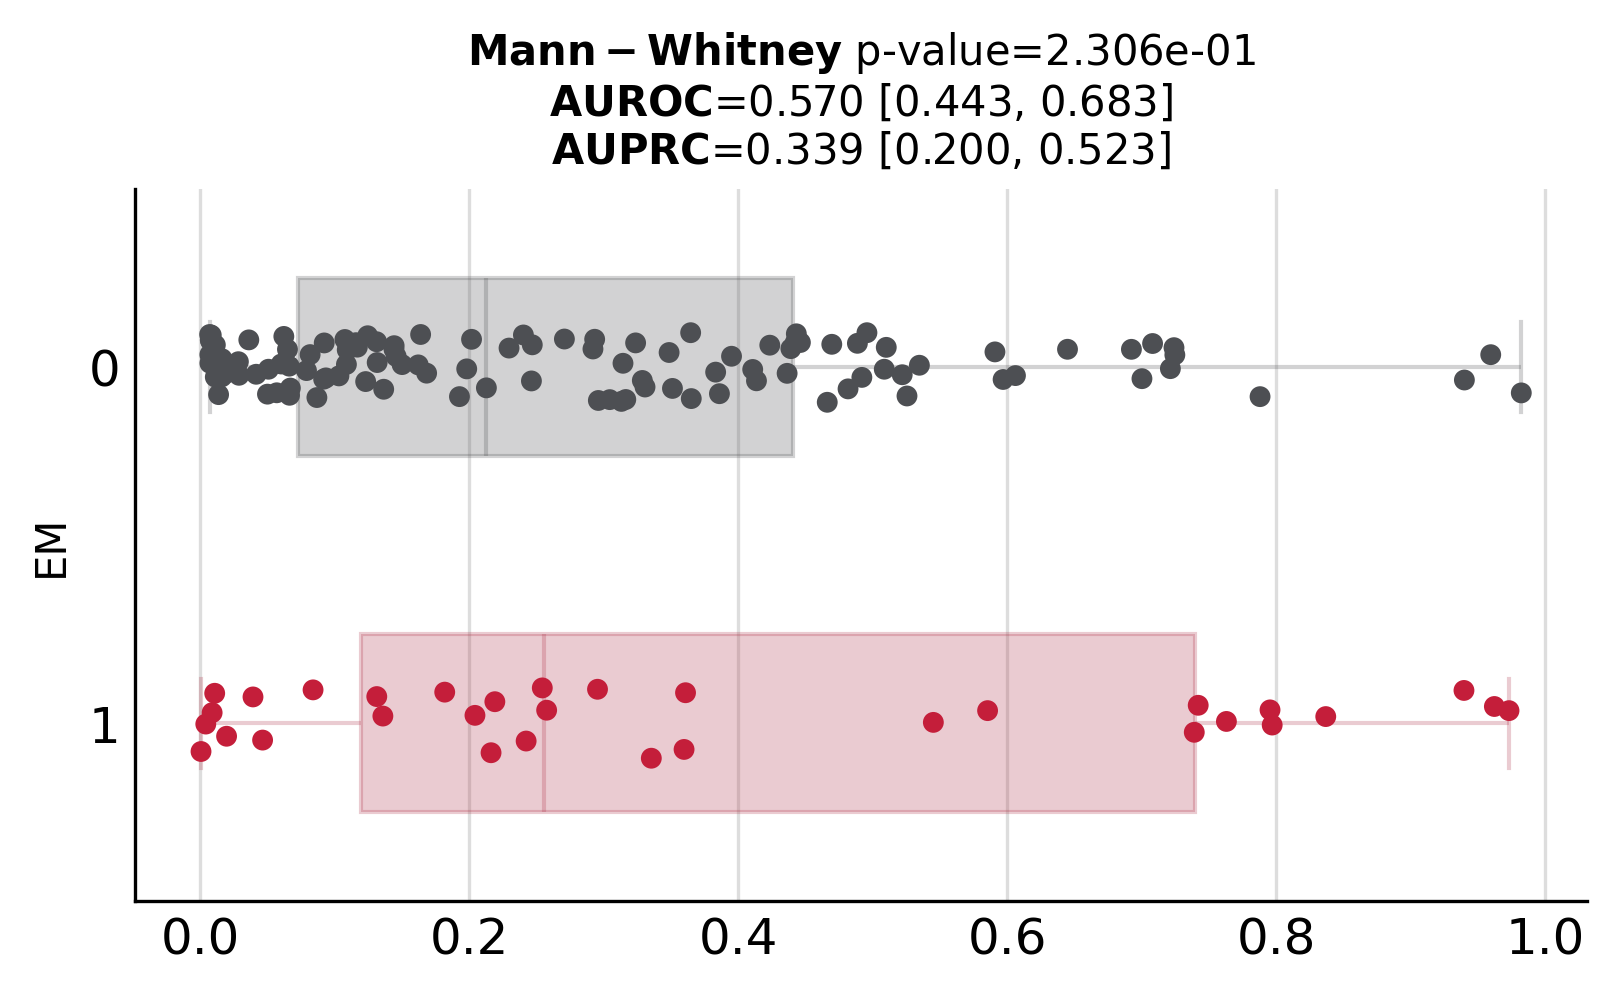 Mann − Whitney p-value=2.306e-01
AUROC=0.570 [0.443, 0.683]
AUPRC=0.339 [0.200, 0.523]
0
EM
1
0.0 0.2 0.4 0.6 0.8 1.0